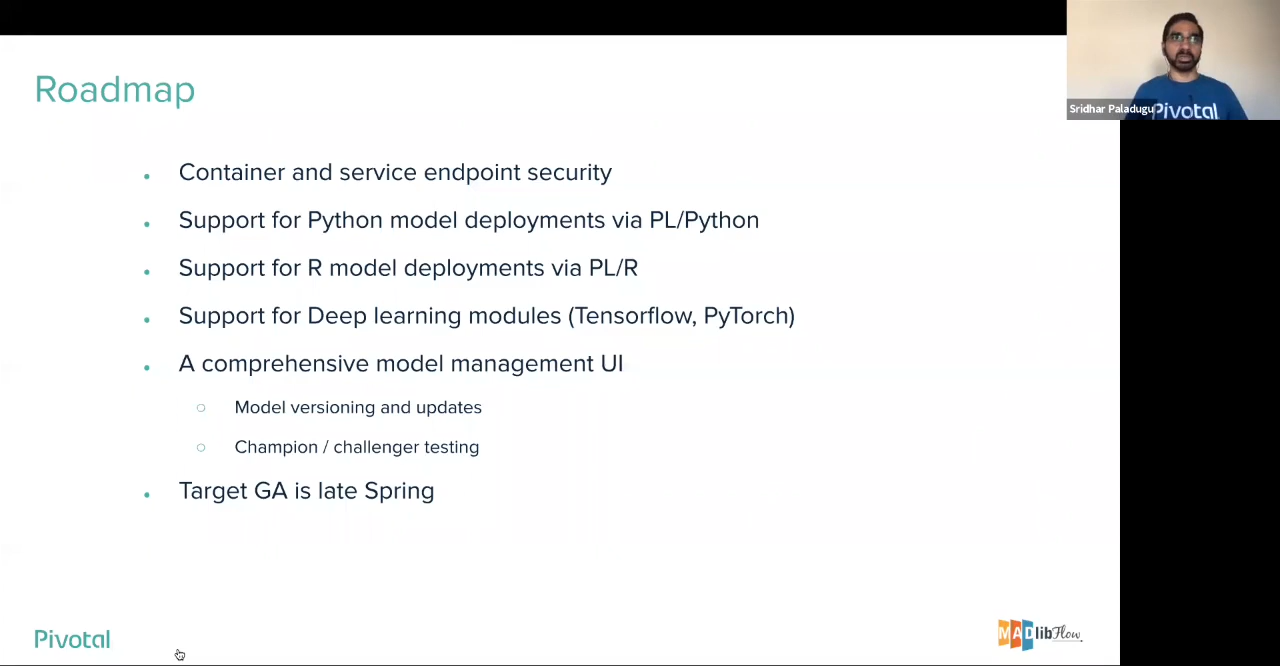 Roadmap
Sridhar Paladugu
Pivotal
Container and service endpoint security
Support for Python model deployments via PL/Python
Support for R model deployments via PL/R
Support for Deep learning modules (Tensorflow, PyTorch)
A comprehensive model management UI
Model versioning and updates
Champion / challenger testing
Target GA is late Spring
Pivotal
MADlibFlow